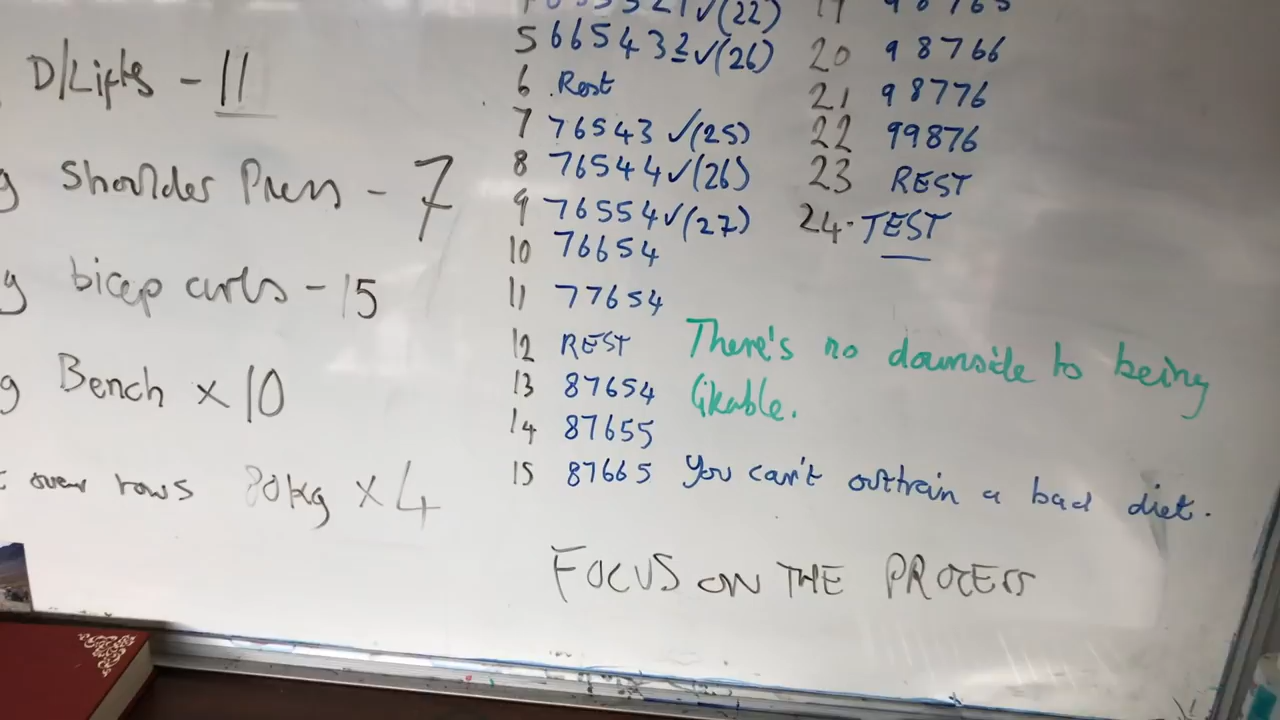 D/Lifts - 11
Shoulder Press - 7
bicep curls - 15
Bench x 10
over rows 80kg x 4
5 665432 ✓(26)
6 Rest
7 76543 ✓(25)
8 76544 ✓(26)
9 76554 ✓(27)
10 76654
11 77654
12 REST
13 87654
14 87655
15 87665
20 98766
21 98776
22 99876
23 REST
24. TEST
There's no downside to being
likable.
You can't outtrain a bad diet.
FOCUS ON THE PROCESS